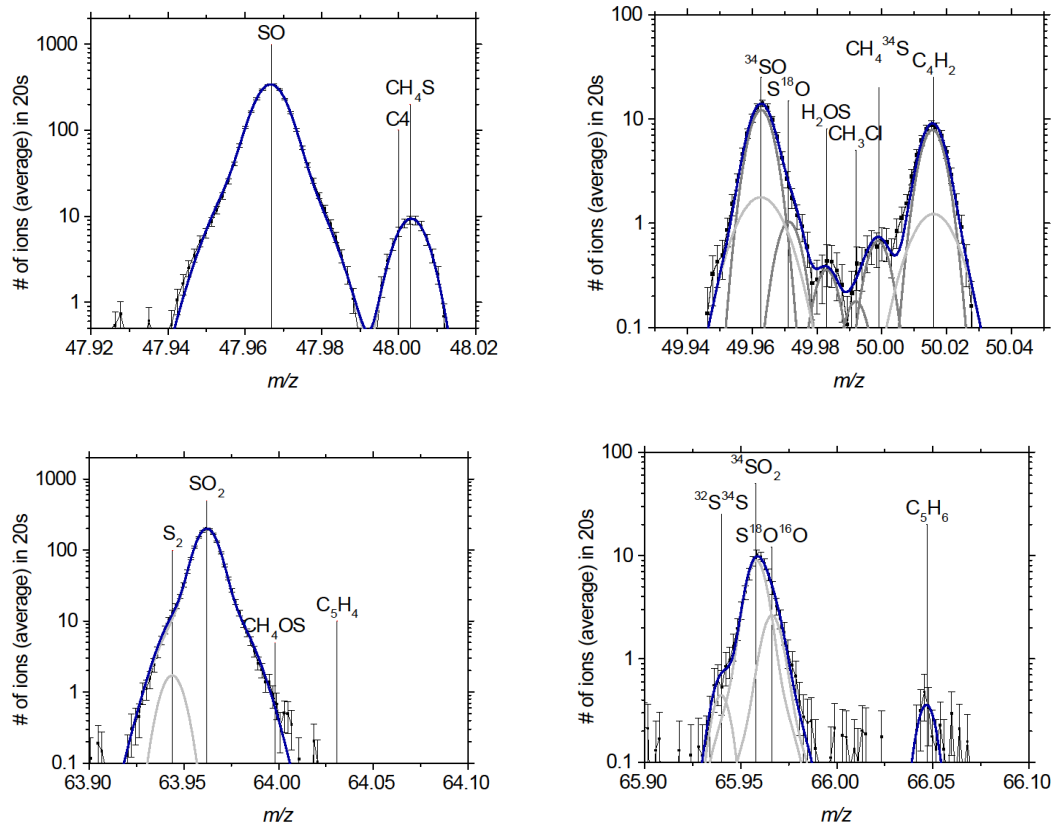 1000
100
10
1
# of ions (average) in 20s
SO
CH₄S
C4
47.92 47.94 47.96 47.98 48.00 48.02
m/z
100
10
1
0.1
# of ions (average) in 20s
³⁴SO
S¹⁸O
H₂OS
CH₃Cl
CH₄³⁴S
C₄H₂
49.94 49.96 49.98 50.00 50.02 50.04
m/z
1000
100
10
1
0.1
# of ions (average) in 20s
SO₂
S₂
CH₄OS
C₅H₄
63.90 63.95 64.00 64.05 64.10
m/z
100
10
1
0.1
# of ions (average) in 20s
³⁴SO₂
³²S³⁴S
S¹⁸O¹⁶O
C₅H₆
65.90 65.95 66.00 66.05 66.10
m/z